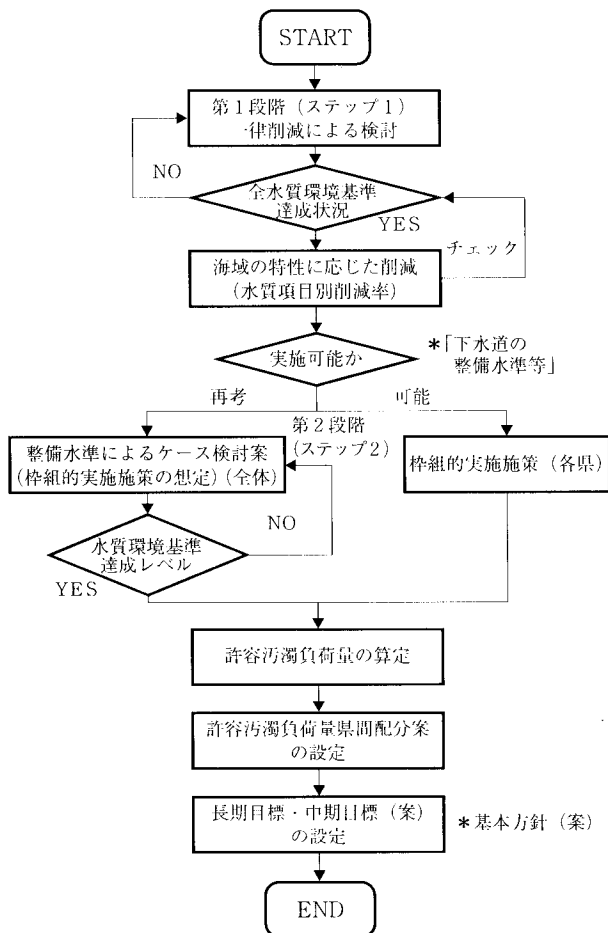 START
第1段階（ステップ1）
一律削減による検討
NO
全水質環境基準
達成状況
YES
チェック
海域の特性に応じた削減
（水質項目別削減率）
実施可能か
＊「下水道の
整備水準等」
再考
可能
第2段階
（ステップ2）
整備水準によるケース検討案
（枠組的実施施策の想定）（全体）
枠組的実施施策（各県）
NO
水質環境基準
達成レベル
YES
許容汚濁負荷量の算定
許容汚濁負荷量県間配分案
の設定
長期目標・中期目標（案）
の設定
＊基本方針（案）
END